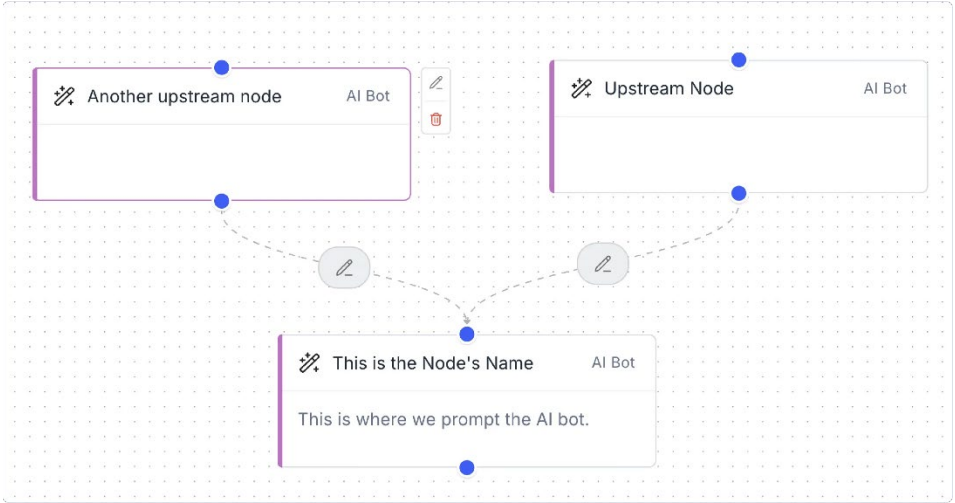 Another upstream node
AI Bot
Upstream Node
AI Bot
This is the Node's Name
AI Bot
This is where we prompt the AI bot.